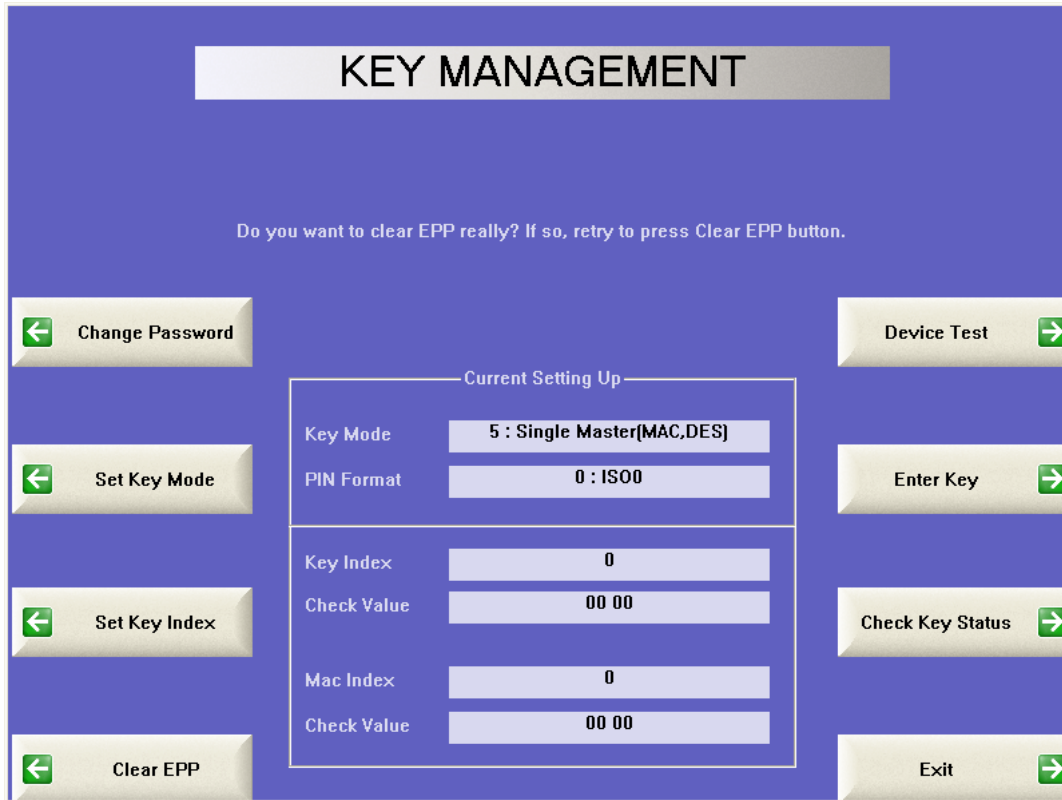 KEY MANAGEMENT
Do you want to clear EPP really? If so, retry to press Clear EPP button.
Change Password
Device Test
Current Setting Up
Key Mode 5 : Single Master(MAC,DES)
Set Key Mode
PIN Format 0 : ISO0
Enter Key
Key Index 0
Check Value 00 00
Set Key Index
Check Key Status
Mac Index 0
Check Value 00 00
Clear EPP
Exit